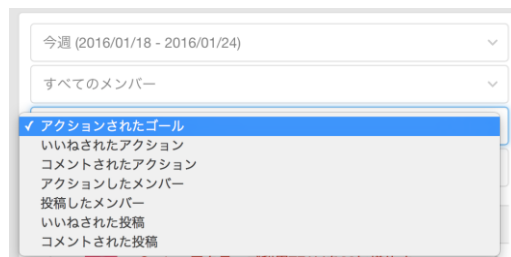 今週 (2016/01/18 - 2016/01/24)
すべてのメンバー
✓ アクションされたゴール
いいねされたアクション
コメントされたアクション
アクションしたメンバー
投稿したメンバー
いいねされた投稿
コメントされた投稿